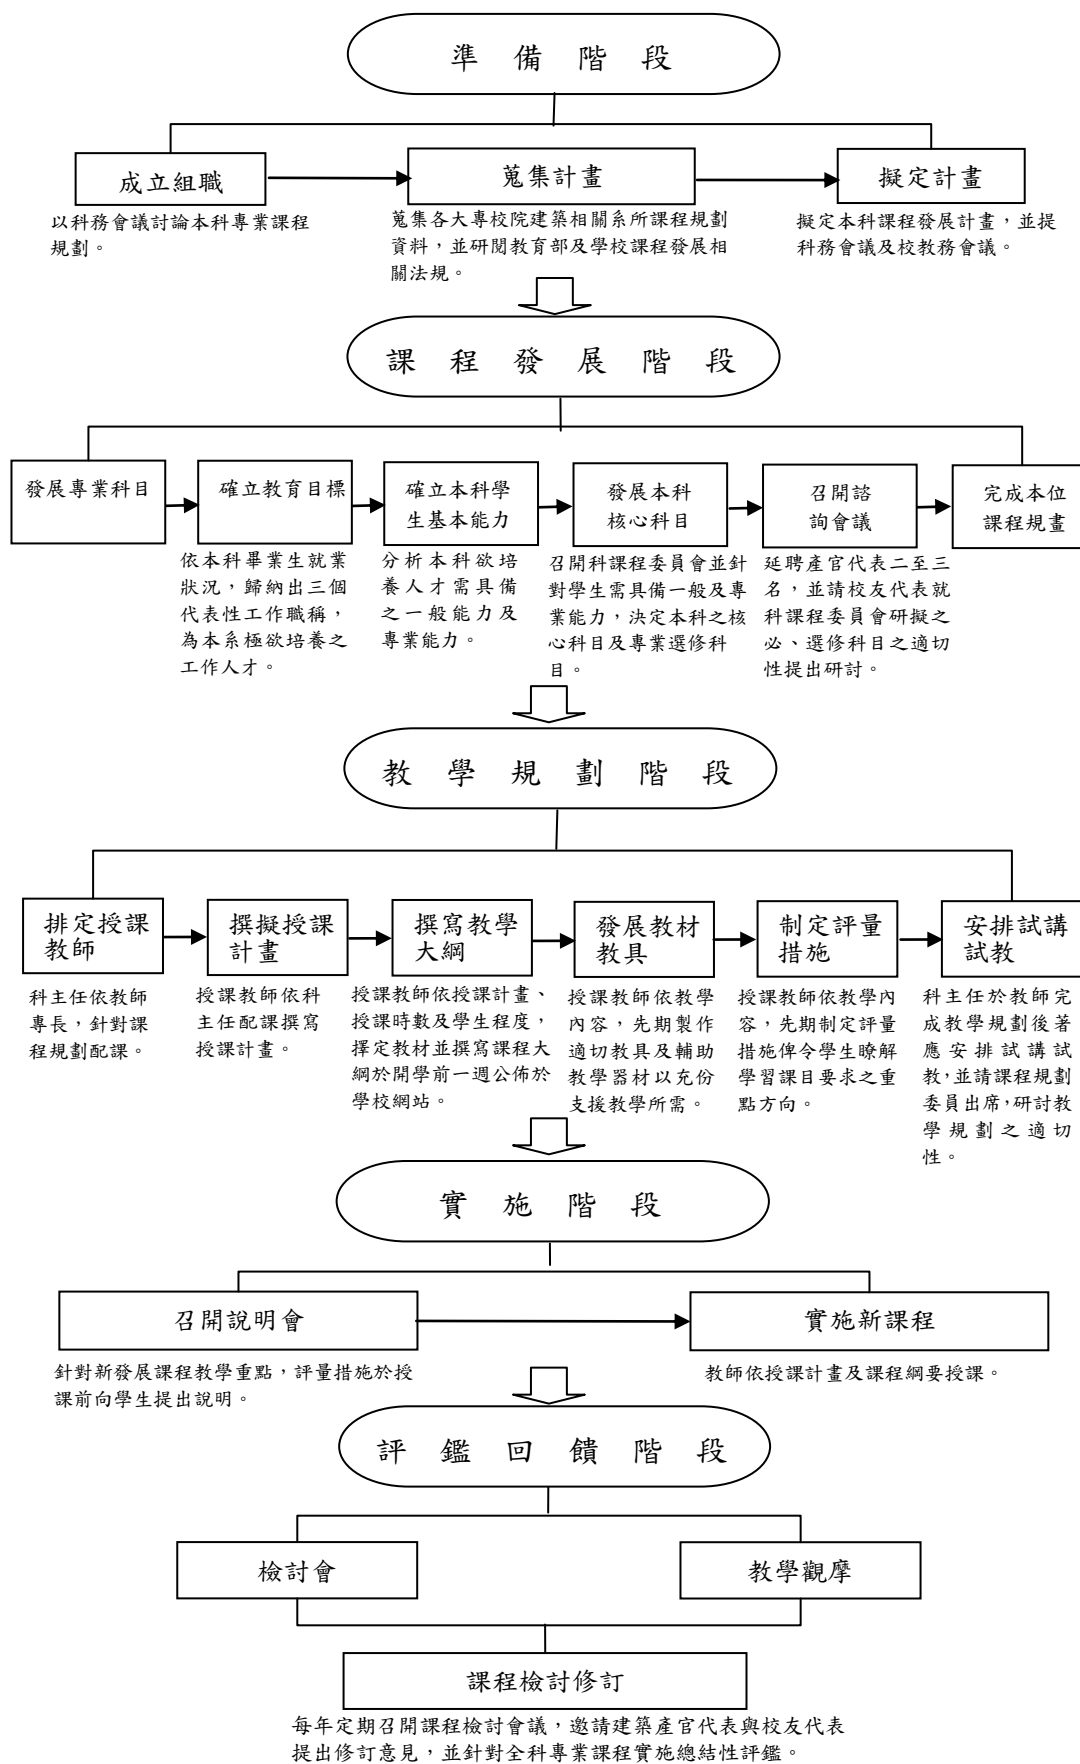 準備階段
成立組職
蒐集計畫
擬定計畫
以科務會議討論本科專業課程
規劃。
蒐集各大專校院建築相關系所課程規劃
資料，並研閱教育部及學校課程發展相
關法規。
擬定本科課程發展計畫，並提
科務會議及校教務會議。
課程發展階段
發展專業科目
確立教育目標
確立本科學
生基本能力
發展本科
核心科目
召開諮
詢會議
完成本位
課程規畫
依本科畢業生就業
狀況，歸納出三個
代表性工作職稱，
為本系極欲培養之
工作人才。
分析本科欲培
養人才需具備
之一般能力及
專業能力。
召開科課程委員會並針
對學生需具備一般及專
業能力，決定本科之核
心科目及專業選修科
目。
延聘產官代表二至三
名，並請校友代表就
科課程委員會研擬之
必、選修科目之適切
性提出研討。
教學規劃階段
排定授課
教師
撰擬授課
計畫
撰寫教學
大綱
發展教材
教具
制定評量
措施
安排試講
試教
科主任依教師
專長，針對課
程規劃配課。
授課教師依科
主任配課撰寫
授課計畫。
授課教師依授課計畫、
授課時數及學生程度，
擇定教材並撰寫課程大
綱於開學前一週公佈於
學校網站。
授課教師依教學
內容，先期製作
適切教具及輔助
教學器材以充份
支援教學所需。
授課教師依教學內
容，先期制定評量
措施俾令學生瞭解
學習課目要求之重
點方向。
科主任於教師完
成教學規劃後著
應安排試講試
教，並請課程規劃
委員出席，研討教
學規劃之適切
性。
實施階段
召開說明會
實施新課程
針對新發展課程教學重點，評量措施於授
課前向學生提出說明。
教師依授課計畫及課程綱要授課。
評鑑回饋階段
檢討會
教學觀摩
課程檢討修訂
每年定期召開課程檢討會議，邀請建築產官代表與校友代表
提出修訂意見，並針對全科專業課程實施總結性評鑑。